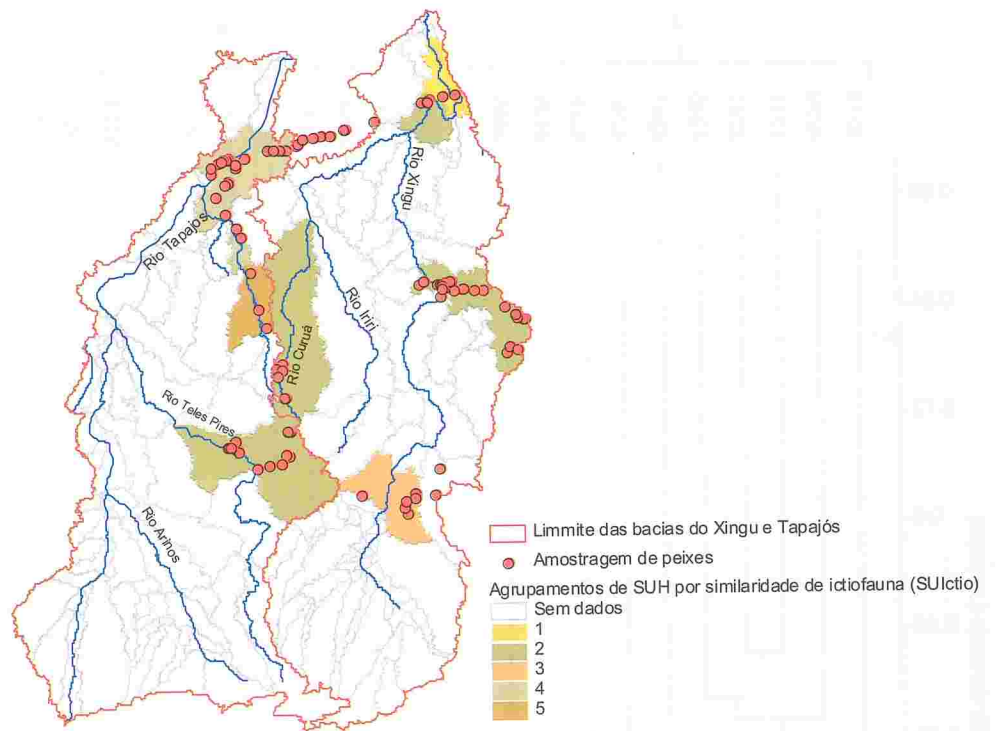 Rio Xingu
Rio Tapajos
Rio Iriri
Rio Curuá
Rio Teles Pires
Rio Arinos
Limmite das bacias do Xingu e Tapajós
Amostragem de peixes
Agrupamentos de SUH por similaridade de ictiofauna (SUIctio)
Sem dados
1
2
3
4
5